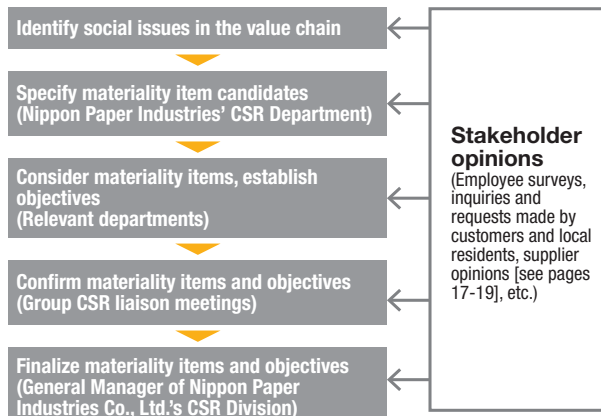 Identify social issues in the value chain
Specify materiality item candidates
(Nippon Paper Industries' CSR Department)
Consider materiality items, establish
objectives
(Relevant departments)
Confirm materiality items and objectives
(Group CSR liaison meetings)
Finalize materiality items and objectives
(General Manager of Nippon Paper
Industries Co., Ltd.'s CSR Division)
Stakeholder
opinions
(Employee surveys,
inquiries and
requests made by
customers and local
residents, supplier
opinions [see pages
17-19], etc.)